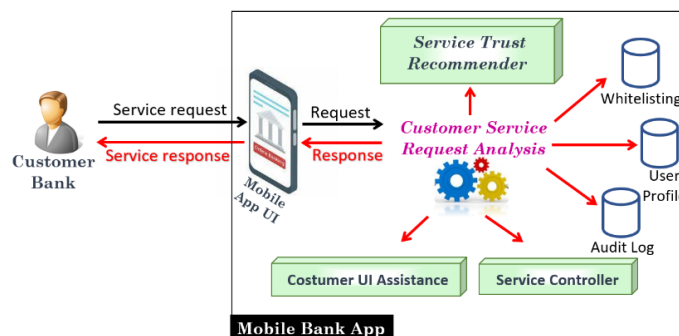 Service Trust
Recommender
Whitelisting
Service request
Request
Customer Service
Request Analysis
Customer
Bank
Service response
Response
Mobile
App UI
User
Profile
Audit Log
Costumer UI Assistance
Service Controller
Mobile Bank App